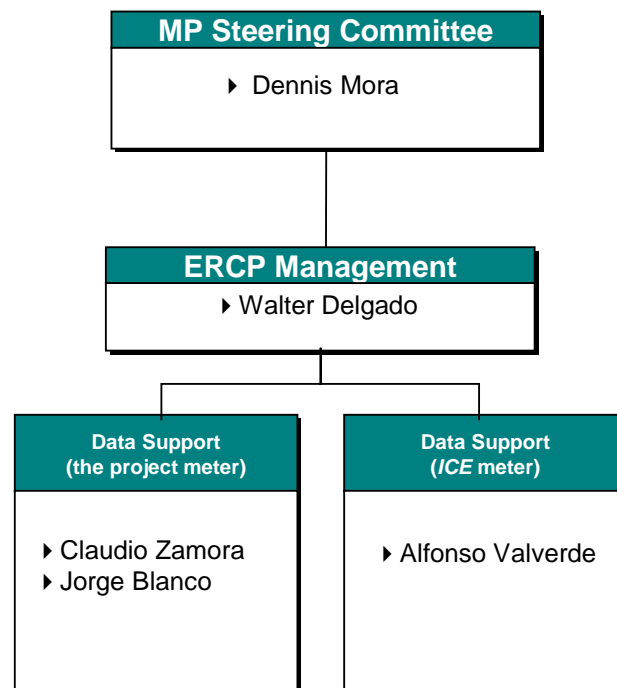 MP Steering Committee
Dennis Mora
ERCP Management
Walter Delgado
Data Support
(the project meter)
Claudio Zamora
Jorge Blanco
Data Support
(ICE meter)
Alfonso Valverde